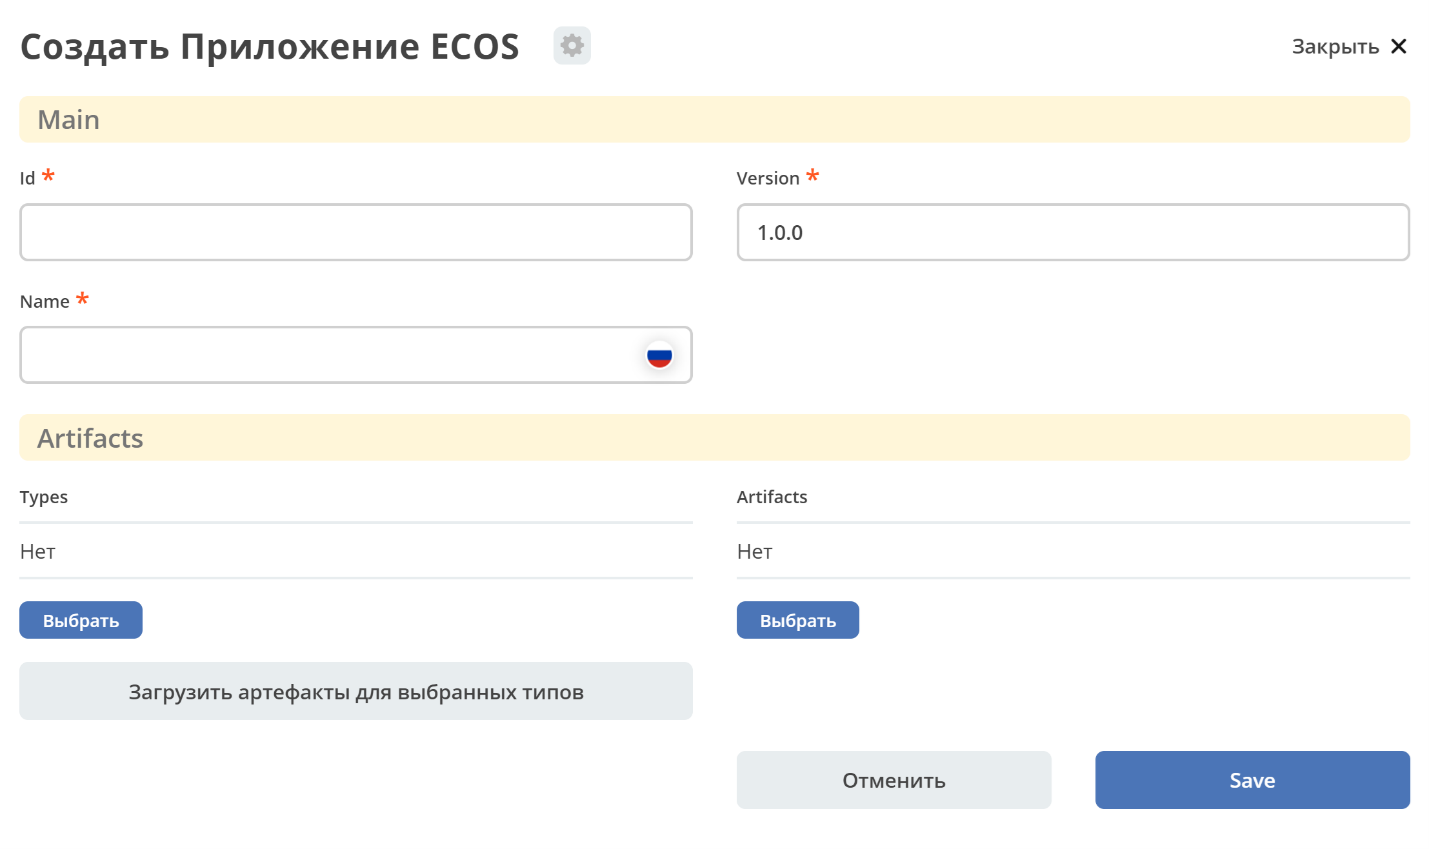 Создать Приложение ECOS
Закрыть
Main
Id *
Version *
1.0.0
Name *
Artifacts
Types
Artifacts
Нет
Нет
Выбрать
Выбрать
Загрузить артефакты для выбранных типов
Отменить
Save